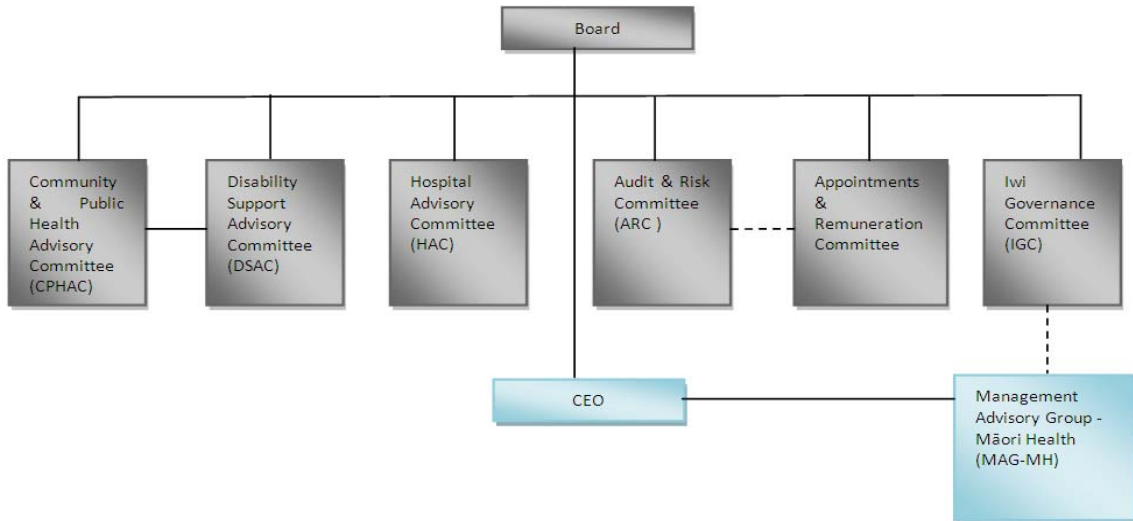 Board
Community
& Public
Health
Advisory
Committee
(CPHAC)
Disability
Support
Advisory
Committee
(DSAC)
Hospital
Advisory
Committee
(HAC)
Audit & Risk
Committee
(ARC )
Appointments
&
Remuneration
Committee
Iwi
Governance
Committee
(IGC)
CEO
Management
Advisory Group -
Māori Health
(MAG-MH)